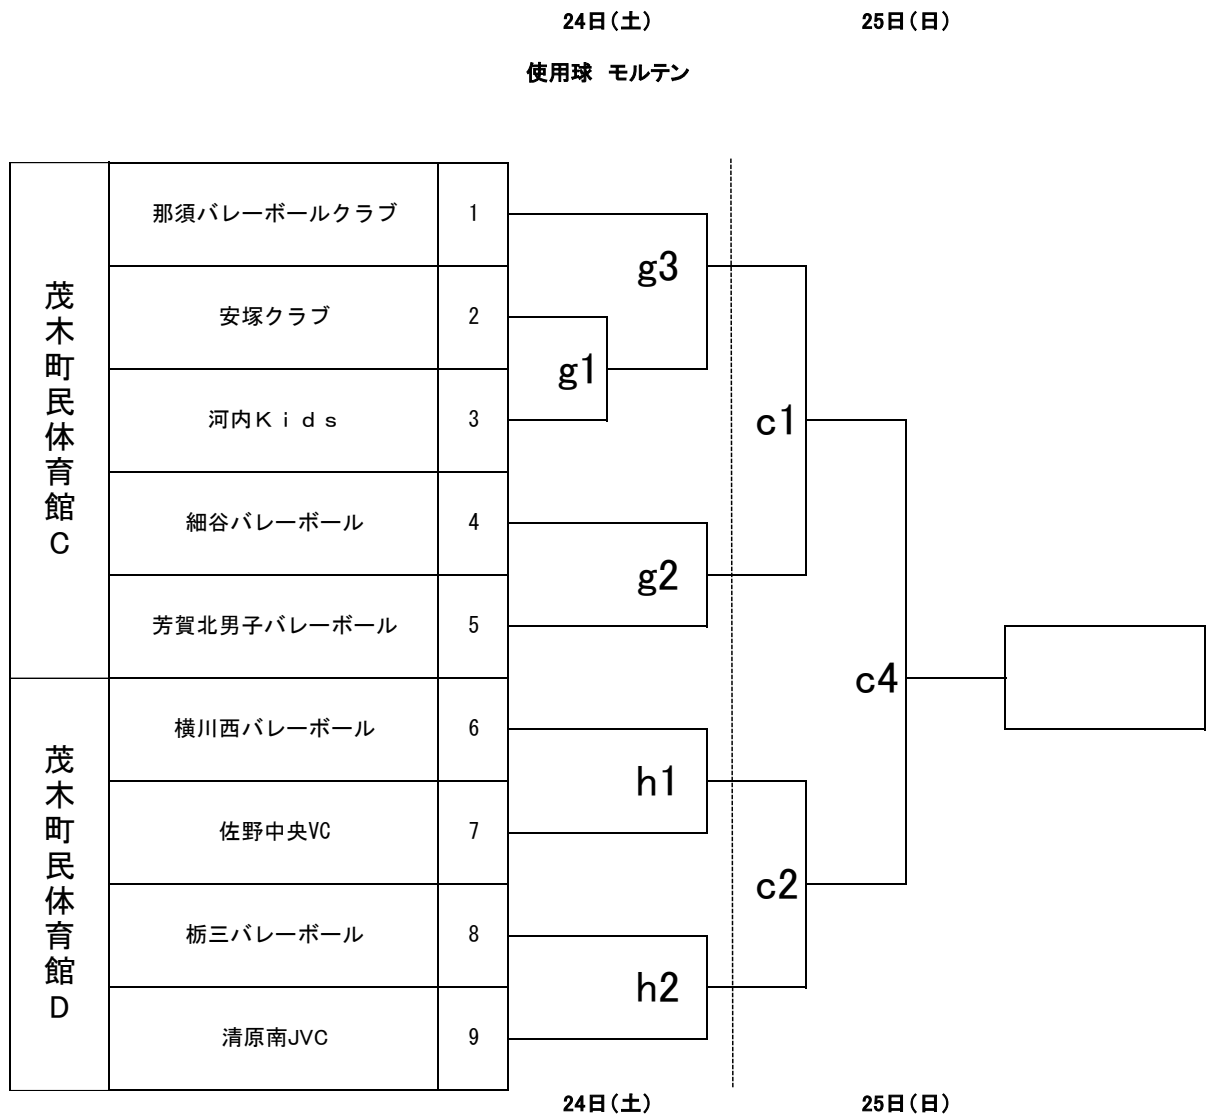 24日（土） 25日（日）
使用球 モルテン
茂木町民体育館C
那須バレーボールクラブ 1
安塚クラブ 2
河内Ｋｉｄｓ 3
細谷バレーボール 4
芳賀北男子バレーボール 5
g3
g1
c1
g2
c4
茂木町民体育館D
横川西バレーボール 6
佐野中央VC 7
栃三バレーボール 8
清原南JVC 9
h1
c2
h2
24日（土） 25日（日）